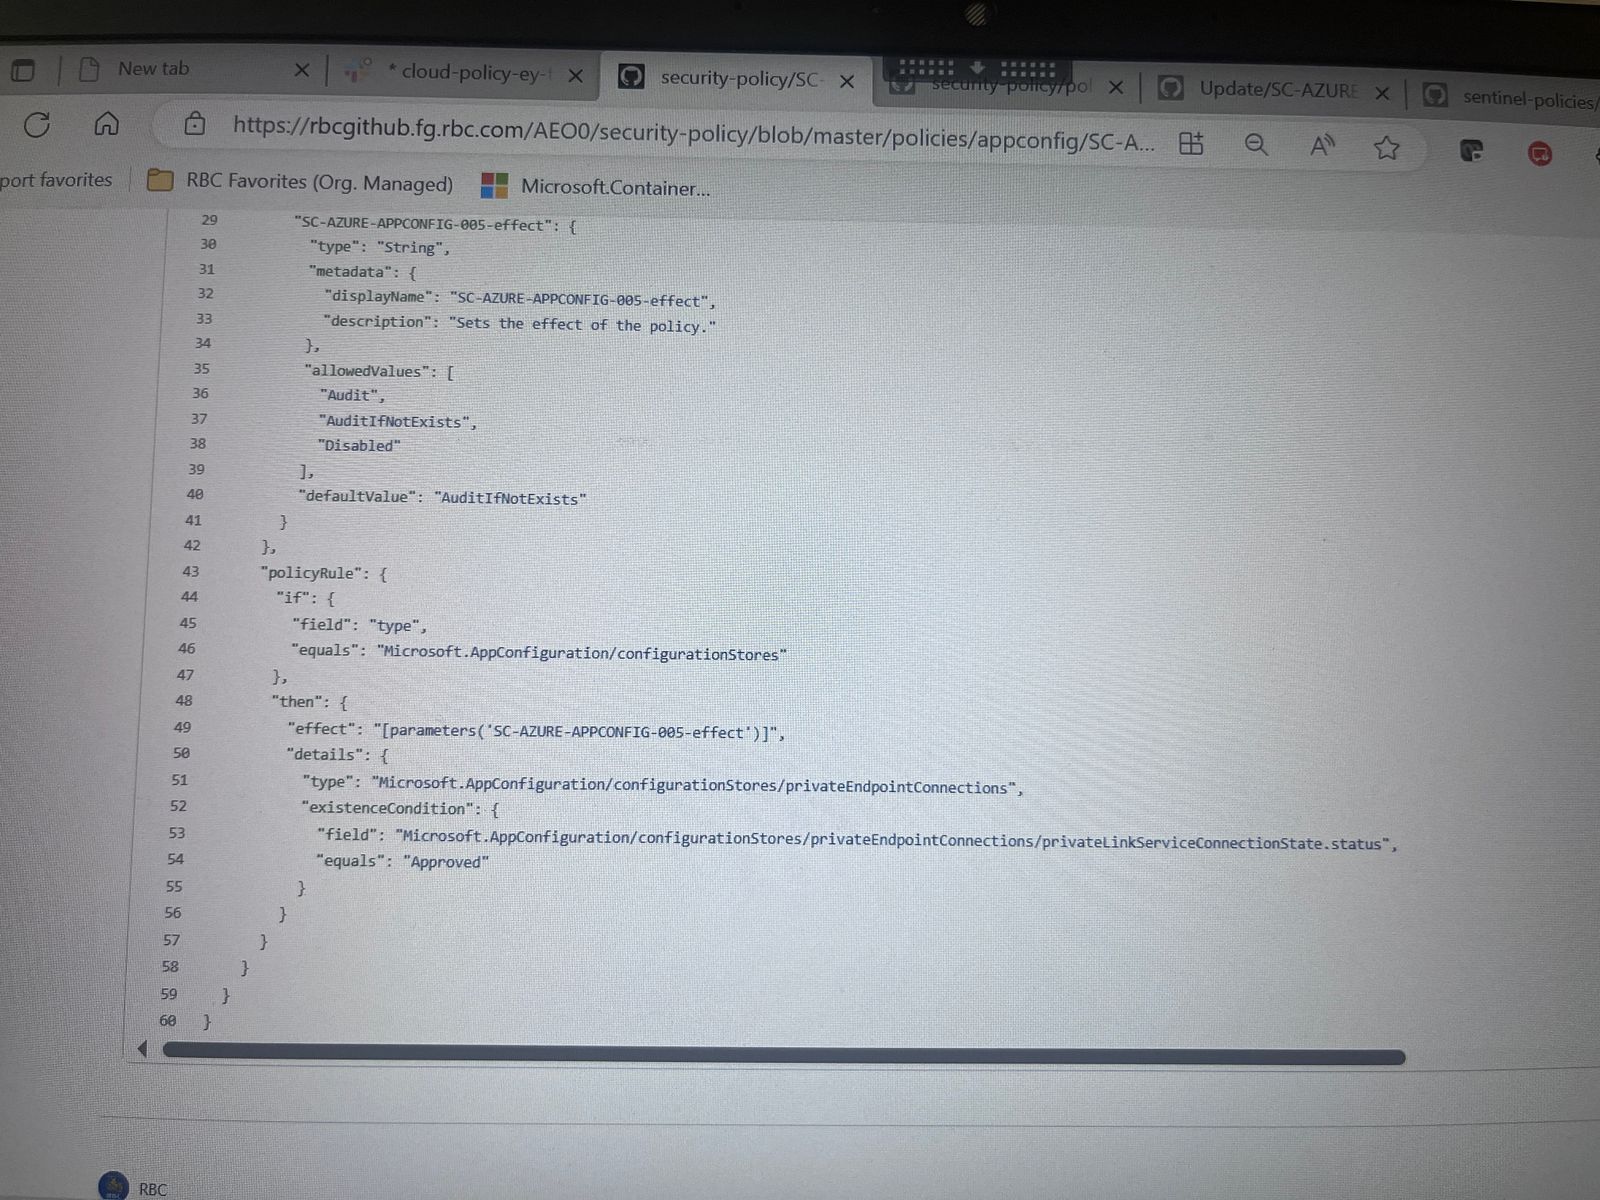 New tab
* cloud-policy-ey-
security-policy/SC-
security-policy/pol
Update/SC-AZURE
sentinel-policies/
https://rbcgithub.fg.rbc.com/AEO0/security-policy/blob/master/policies/appconfig/SC-A...
port favorites
RBC Favorites (Org. Managed)
Microsoft.Container...
29 "SC-AZURE-APPCONFIG-005-effect": {
30 "type": "String",
31 "metadata": {
32 "displayName": "SC-AZURE-APPCONFIG-005-effect",
33 "description": "Sets the effect of the policy."
34 },
35 "allowedValues": [
36 "Audit",
37 "AuditIfNotExists",
38 "Disabled"
39 ],
40 "defaultValue": "AuditIfNotExists"
41 }
42 },
43 "policyRule": {
44 "if": {
45 "field": "type",
46 "equals": "Microsoft.AppConfiguration/configurationStores"
47 },
48 "then": {
49 "effect": "[parameters('SC-AZURE-APPCONFIG-005-effect')]",
50 "details": {
51 "type": "Microsoft.AppConfiguration/configurationStores/privateEndpointConnections",
52 "existenceCondition": {
53 "field": "Microsoft.AppConfiguration/configurationStores/privateEndpointConnections/privateLinkServiceConnectionState.status",
54 "equals": "Approved"
55 }
56 }
57 }
58 }
59 }
60 }
RBC